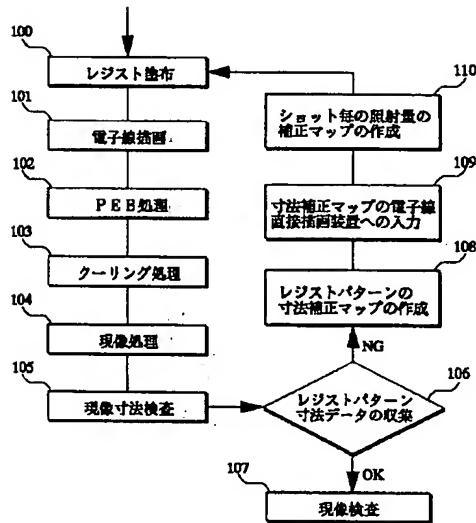 100
レジスト塗布
101
電子線描画
102
PEB処理
103
クーリング処理
104
現像処理
105
現像寸法検査
106
レジストパターン
寸法データの収集
OK
107
現像検査
NG
108
レジストパターンの
寸法補正マップの作成
109
寸法補正マップの電子線
直接描画装置への入力
110
ショット毎の照射量の
補正マップの作成